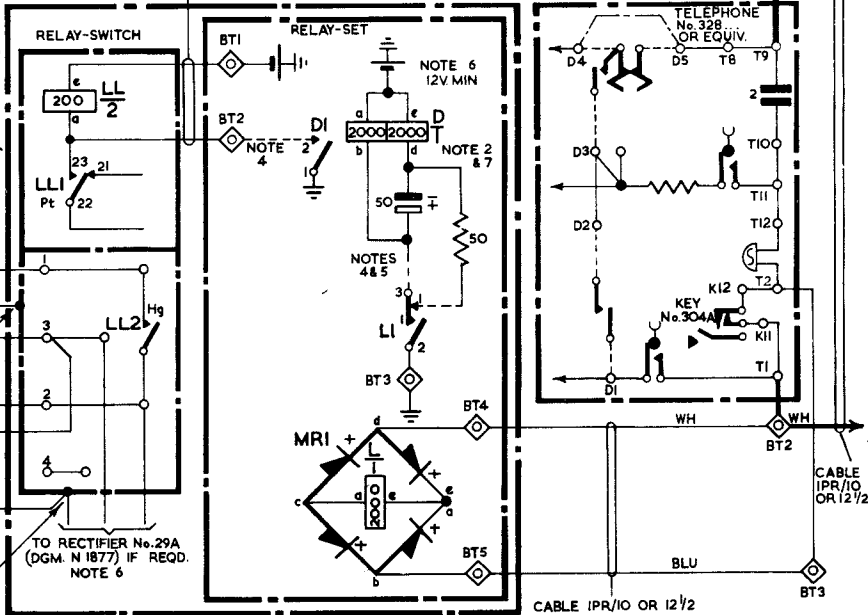 RELAY-SWITCH
e
200
LL
2
a
23
21
LL1
Pt
22
1
3
2
4
LL2
Hg
TO RECTIFIER No.29A
(DGM. N 1877) IF REQD.
NOTE 6
RELAY-SET
BT1
BT2
NOTE
4
D1
2
1
NOTE 6
12V. MIN
a
e
2000
2000
D
T
b
d
NOTE 2
& 7
50
50
NOTES
4&5
3
1
1
L1
2
BT3
MR1
+
+
+
+
d
L
1
a
e
c
e
a
b
BT4
BT5
TELEPHONE
No.328
OR EQUIV.
D4
D5
T8
T9
2
T10
D3
T11
T12
D2
S
T2
K12
KEY
No.304A
K11
T1
D1
WH
WH
BT2
BLU
BT3
CABLE
1PR/10
OR 12½
CABLE 1PR/10 OR 12½